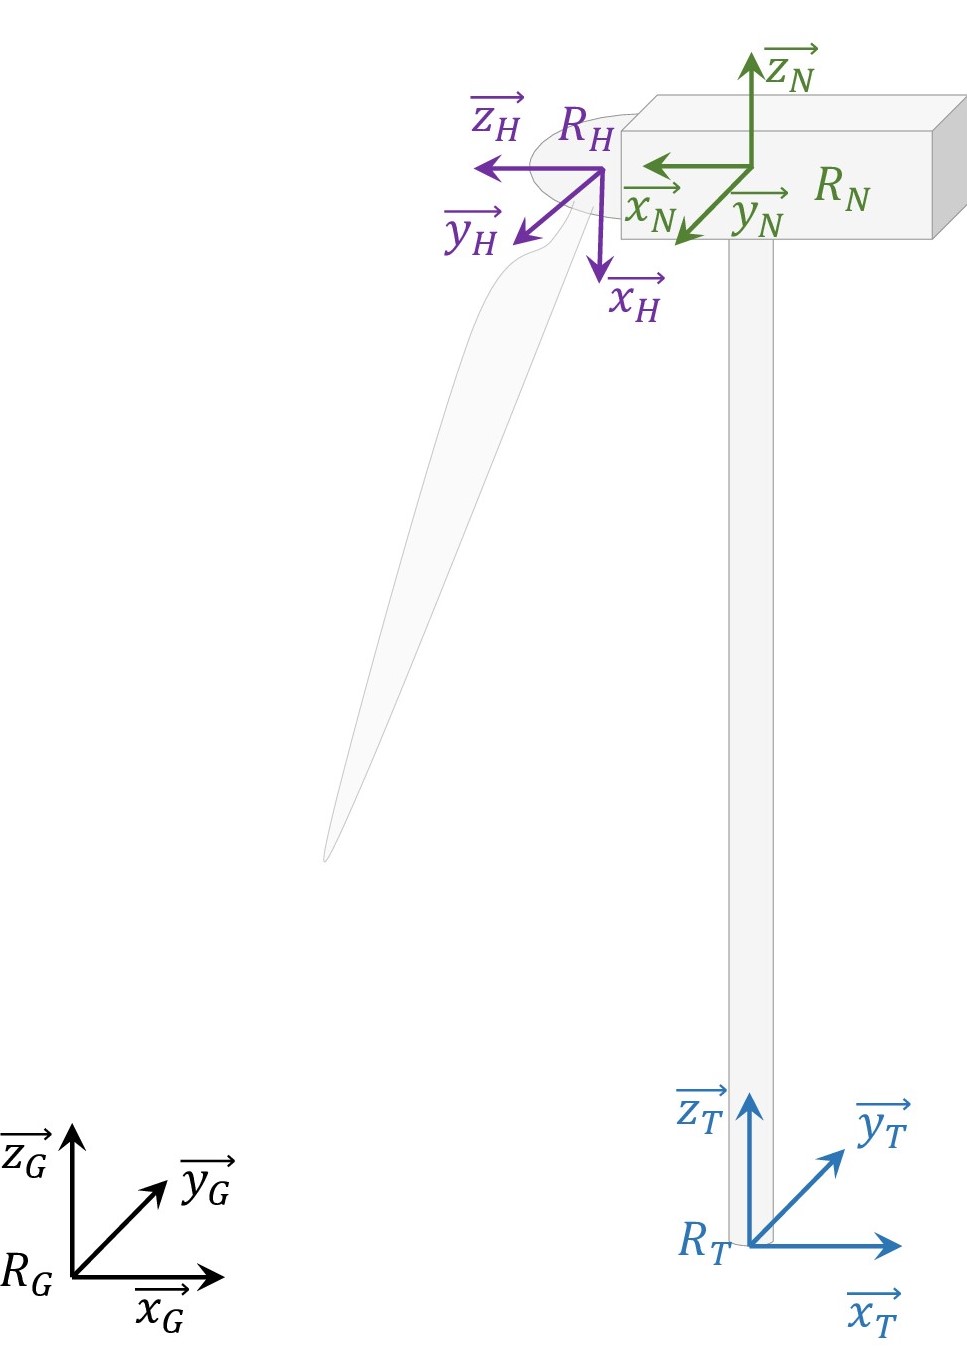 $\overrightarrow{z_N}$
$\overrightarrow{z_H}$
$R_H$
$\overrightarrow{x_N}$
$\overrightarrow{y_N}$
$R_N$
$\overrightarrow{y_H}$
$\overrightarrow{x_H}$
$\overrightarrow{z_T}$
$\overrightarrow{y_T}$
$R_T$
$\overrightarrow{x_T}$
$\overrightarrow{z_G}$
$\overrightarrow{y_G}$
$R_G$
$\overrightarrow{x_G}$